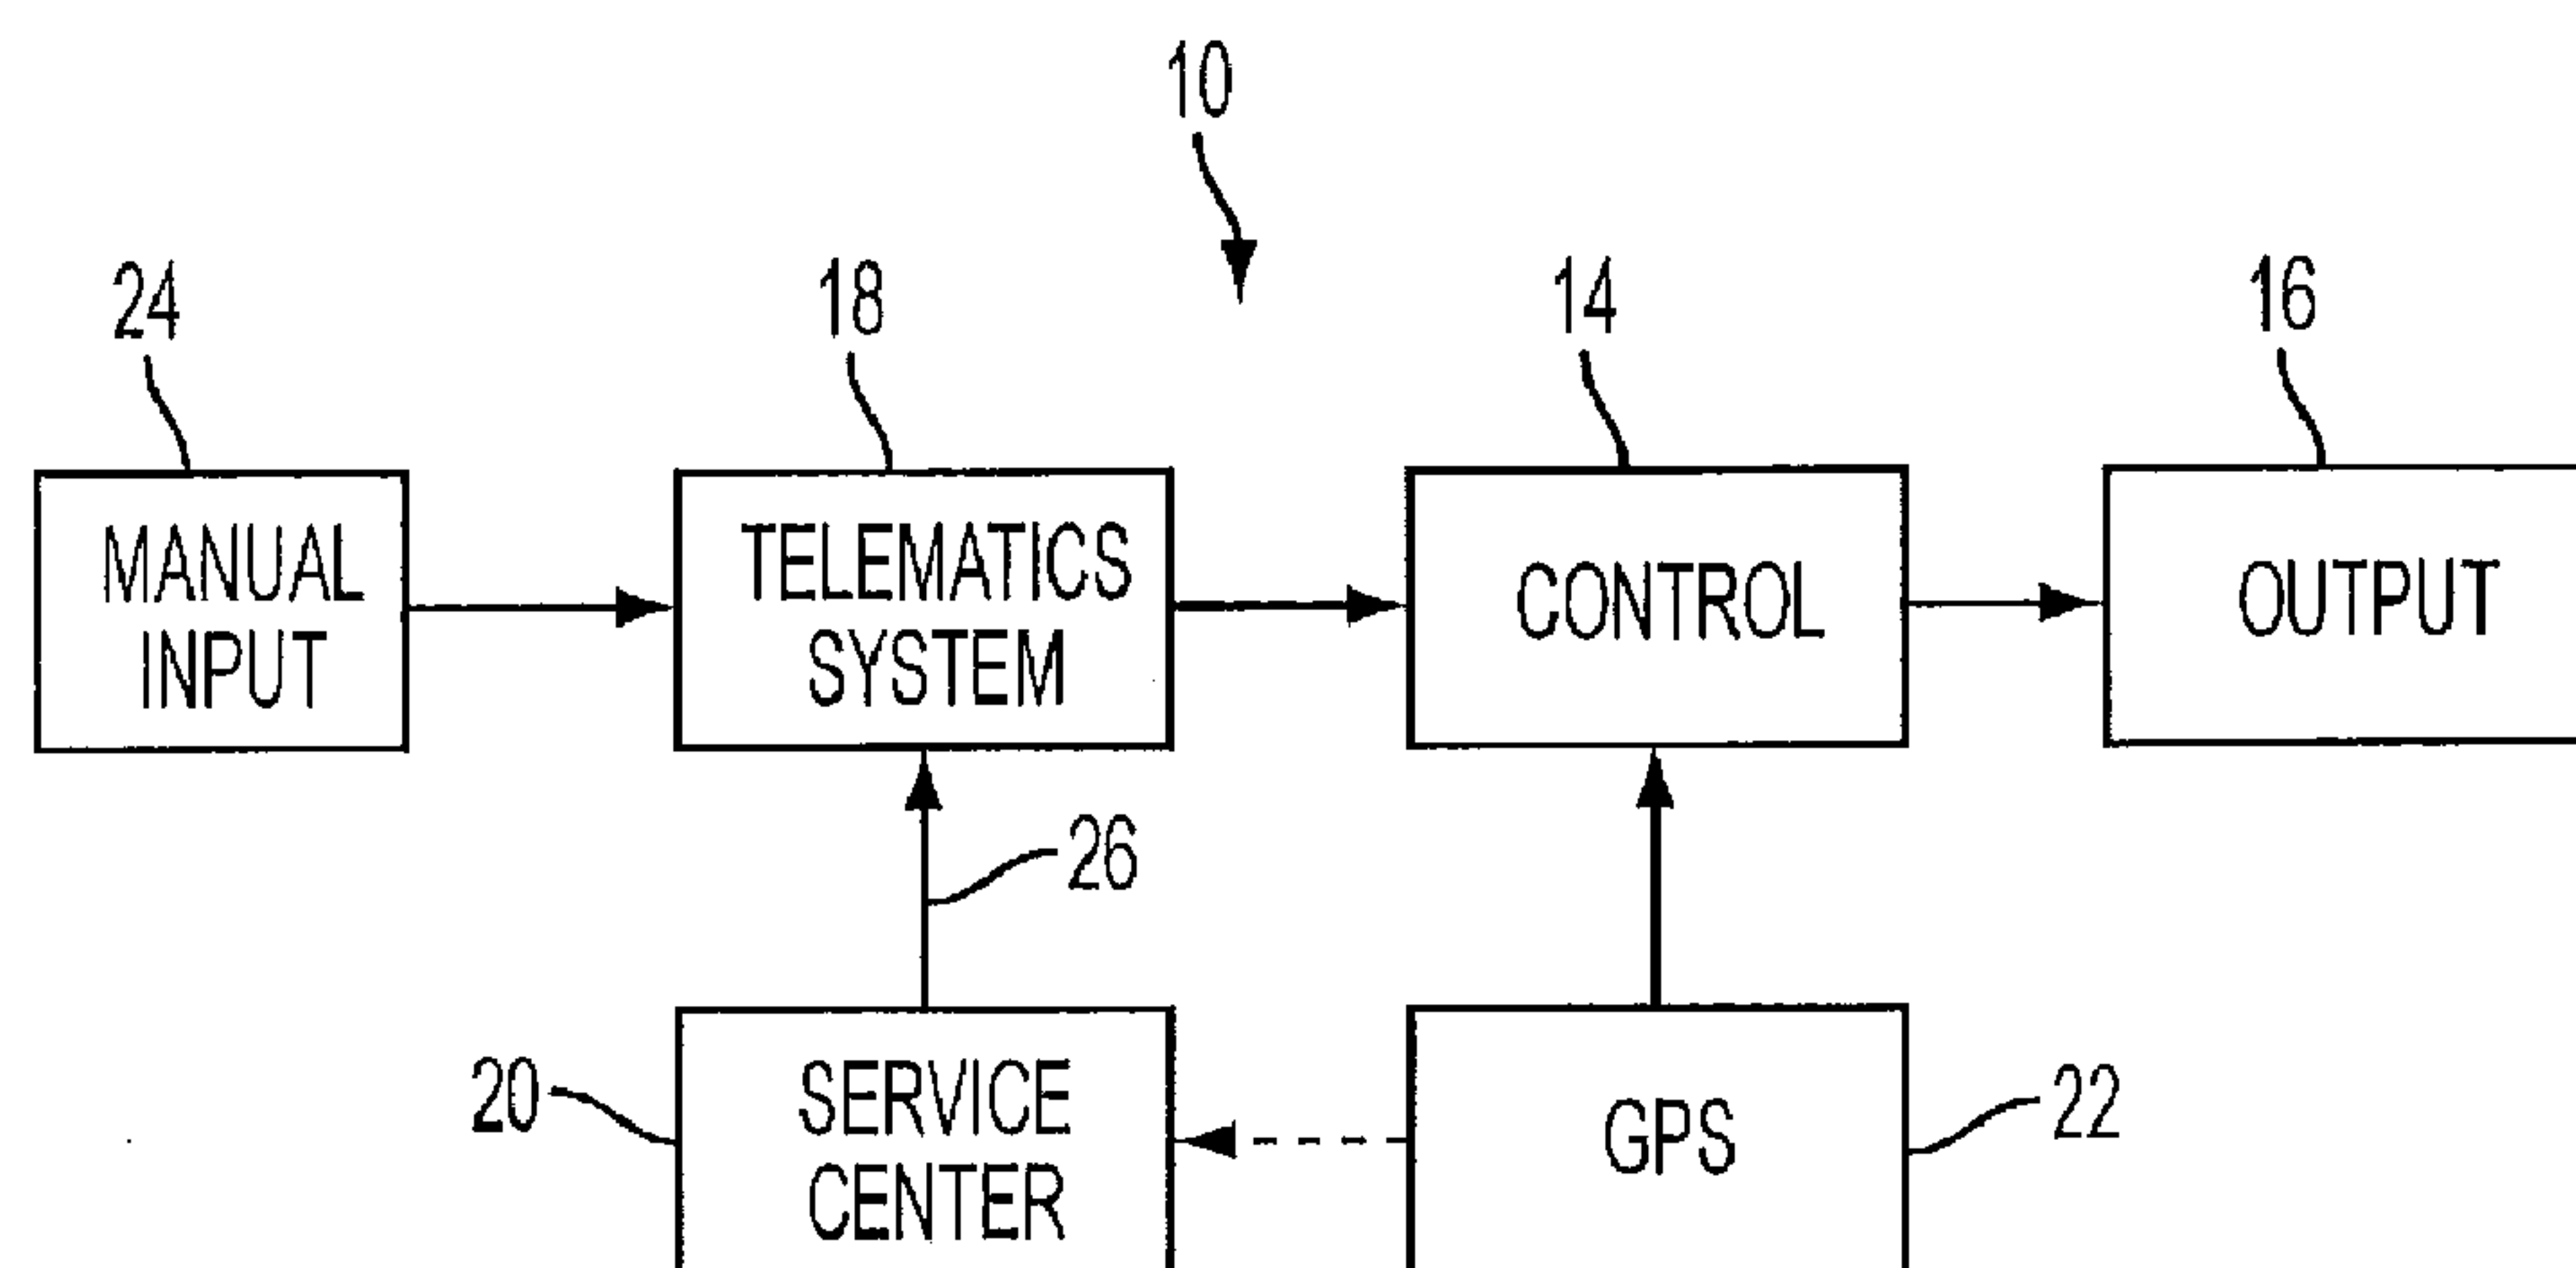 10
24
18
14
16
MANUAL
INPUT
TELEMATICS
SYSTEM
CONTROL
OUTPUT
26
20
SERVICE
CENTER
GPS
22